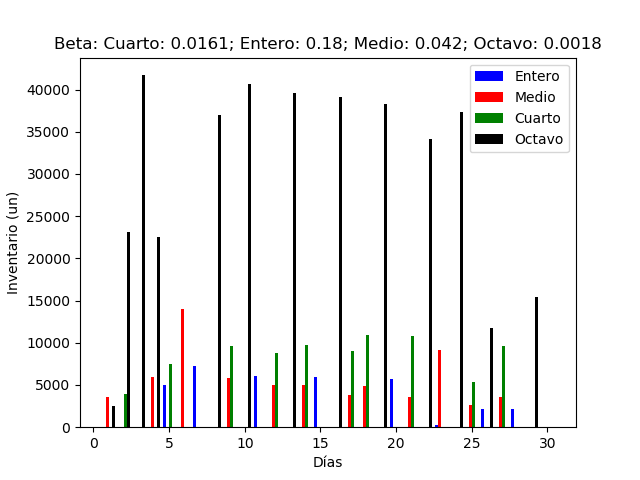 Beta: Cuarto: 0.0161; Entero: 0.18; Medio: 0.042; Octavo: 0.0018
Entero
Medio
Cuarto
Octavo
Inventario (un)
40000
35000
30000
25000
20000
15000
10000
5000
0
0 5 10 15 20 25 30
Días